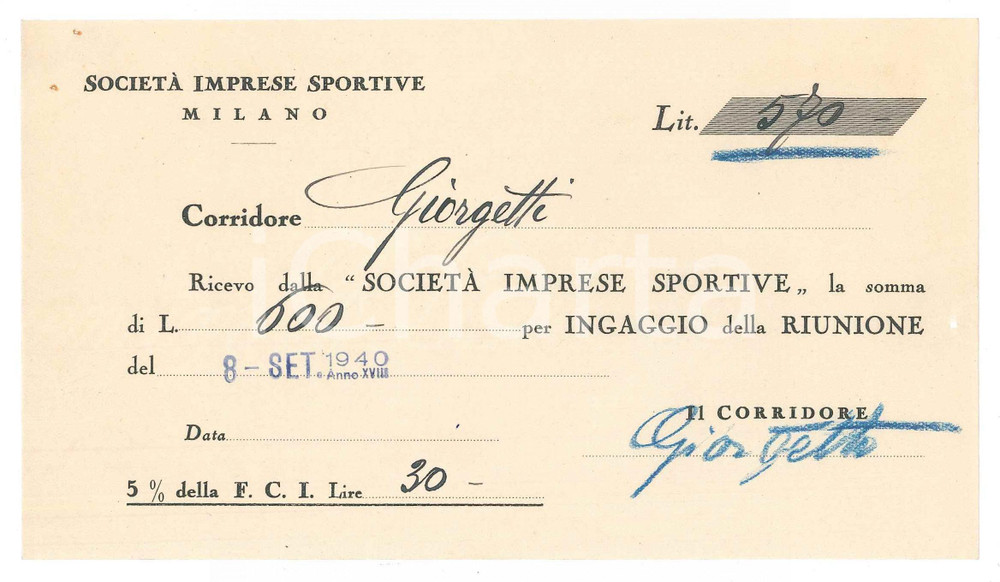 SOCIETÀ IMPRESE SPORTIVE
MILANO
Lit. 570 -
Corridore Giorgetti
iCharta
Ricevo dalla “SOCIETÀ IMPRESE SPORTIVE„ la somma
di L. 600 - per INGAGGIO della RIUNIONE
del 8 - SET. 1940 Anno XVIII
Il CORRIDORE
Giorgetti
Data
5 % della F. C. I. Lire 30 -